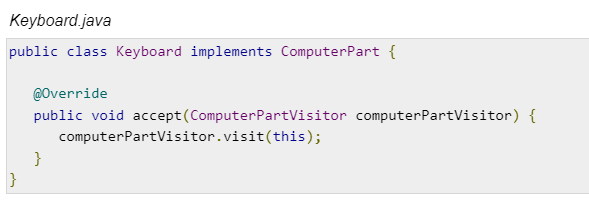 Keyboard.java
public class Keyboard implements ComputerPart {
@Override
public void accept(ComputerPartVisitor computerPartVisitor) {
computerPartVisitor.visit(this);
}
}